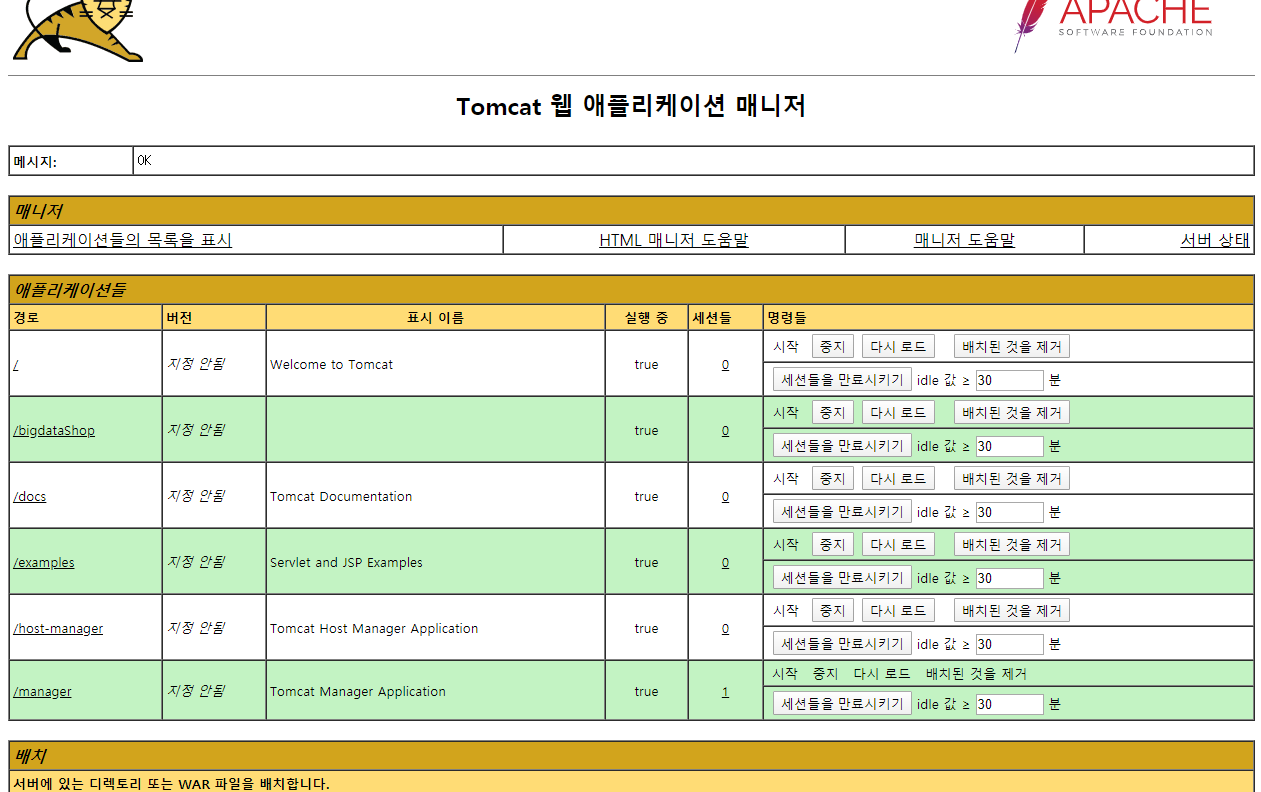 APACHE
SOFTWARE FOUNDATION
Tomcat 웹 애플리케이션 매니저
메시지: OK
매니저
애플리케이션들의 목록을 표시 HTML 매니저 도움말 매니저 도움말 서버 상태
애플리케이션들
경로 버전 표시 이름 실행 중 세션들 명령들
/ 지정 안됨 Welcome to Tomcat true 0 시작 중지 다시 로드 배치된 것을 제거
세션들을 만료시키기 idle 값 ≥ 30 분
/bigdataShop 지정 안됨 true 0 시작 중지 다시 로드 배치된 것을 제거
세션들을 만료시키기 idle 값 ≥ 30 분
/docs 지정 안됨 Tomcat Documentation true 0 시작 중지 다시 로드 배치된 것을 제거
세션들을 만료시키기 idle 값 ≥ 30 분
/examples 지정 안됨 Servlet and JSP Examples true 0 시작 중지 다시 로드 배치된 것을 제거
세션들을 만료시키기 idle 값 ≥ 30 분
/host-manager 지정 안됨 Tomcat Host Manager Application true 0 시작 중지 다시 로드 배치된 것을 제거
세션들을 만료시키기 idle 값 ≥ 30 분
/manager 지정 안됨 Tomcat Manager Application true 1 시작 중지 다시 로드 배치된 것을 제거
세션들을 만료시키기 idle 값 ≥ 30 분
배치
서버에 있는 디렉토리 또는 WAR 파일을 배치합니다.